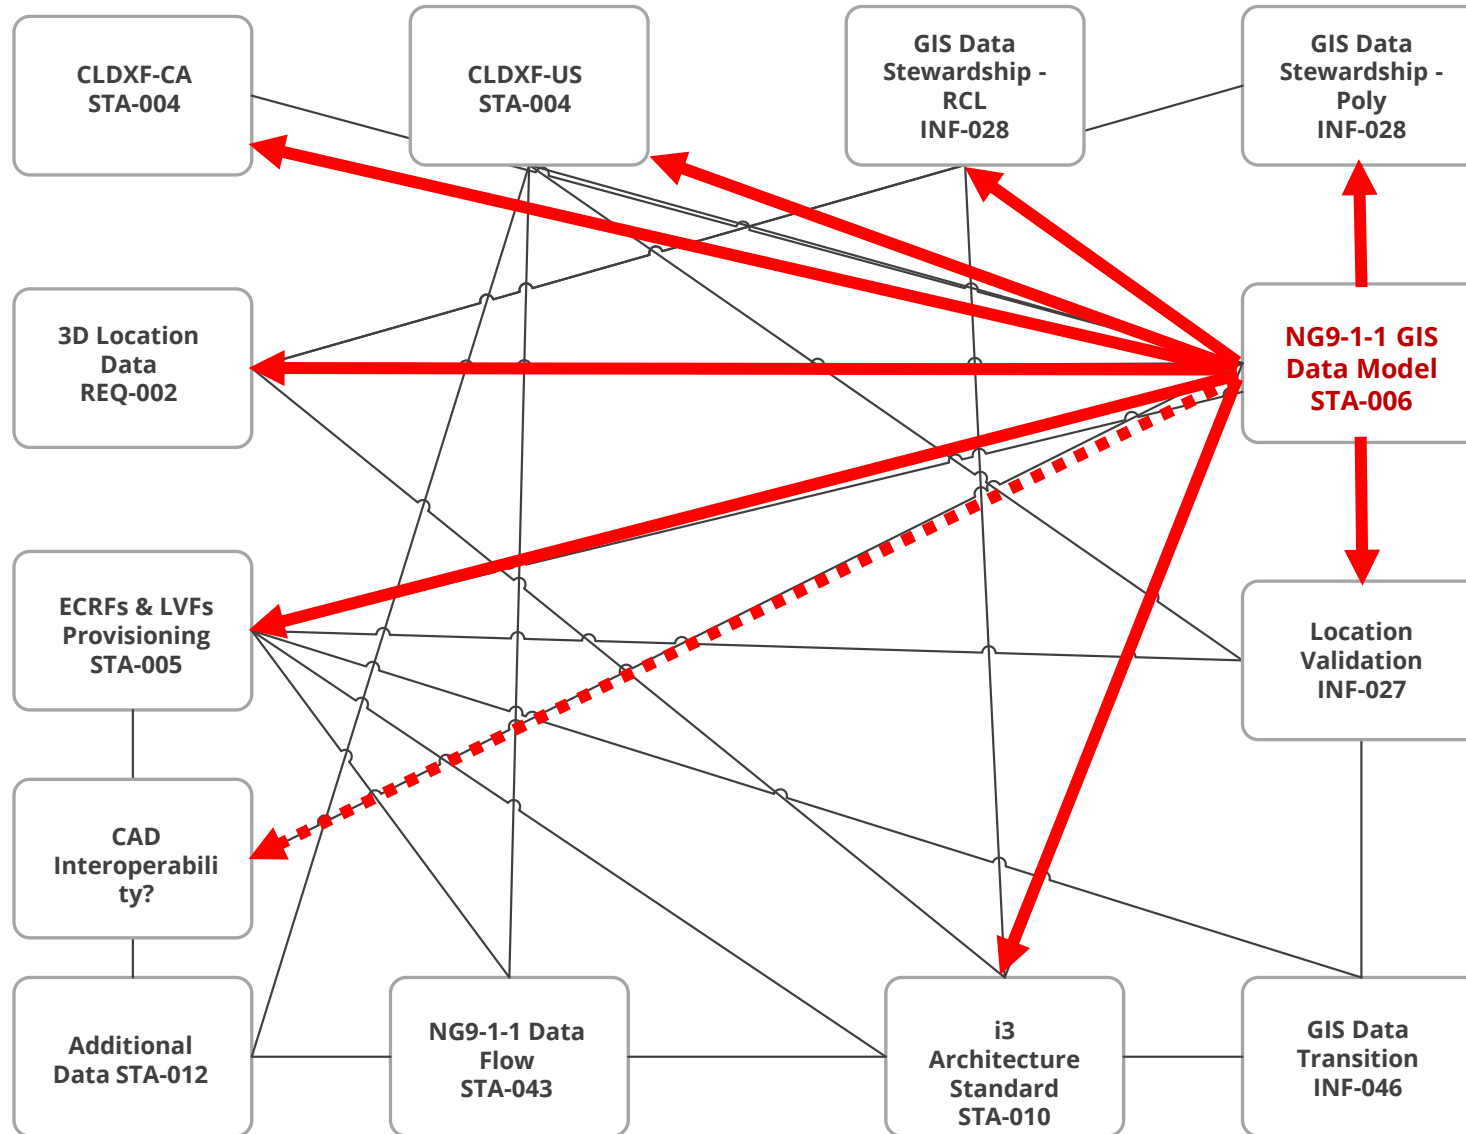 CLDXF-CA
STA-004
CLDXF-US
STA-004
GIS Data
Stewardship -
RCL
INF-028
GIS Data
Stewardship -
Poly
INF-028
3D Location
Data
REQ-002
NG9-1-1 GIS
Data Model
STA-006
ECRFs & LVFs
Provisioning
STA-005
Location
Validation
INF-027
CAD
Interoperabili
ty?
Additional
Data STA-012
NG9-1-1 Data
Flow
STA-043
i3
Architecture
Standard
STA-010
GIS Data
Transition
INF-046